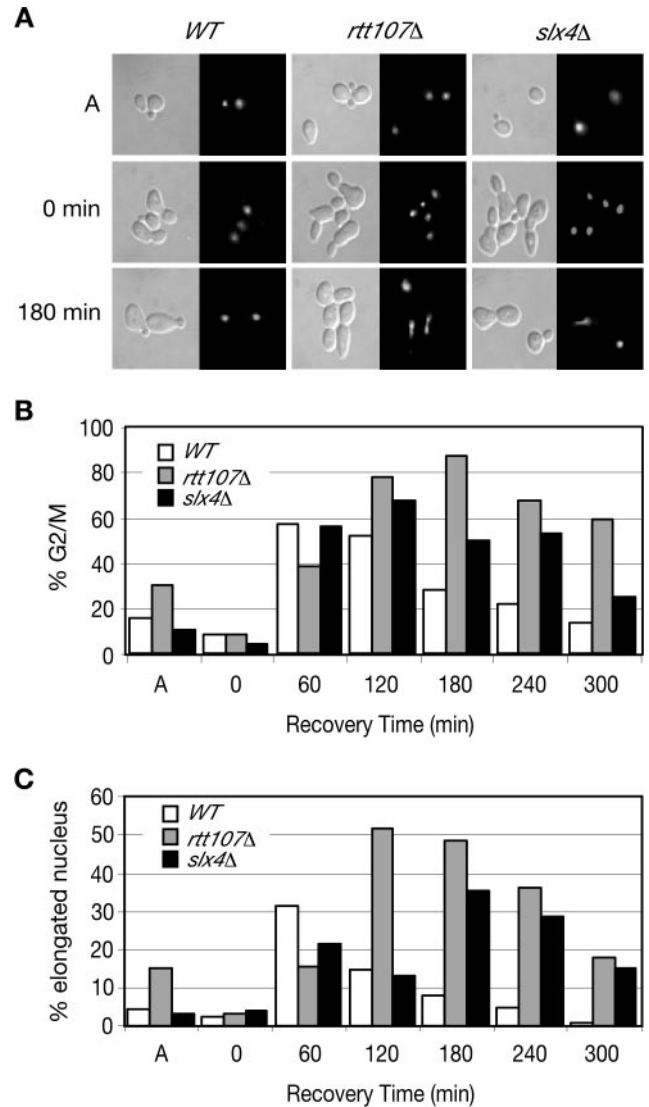 A
WT rtt107Δ slx4Δ
A
0 min
180 min
B
100
80
60
40
20
0
% G2/M
WT
rtt107Δ
slx4Δ
A 0 60 120 180 240 300
Recovery Time (min)
C
60
50
40
30
20
10
0
% elongated nucleus
WT
rtt107Δ
slx4Δ
A 0 60 120 180 240 300
Recovery Time (min)